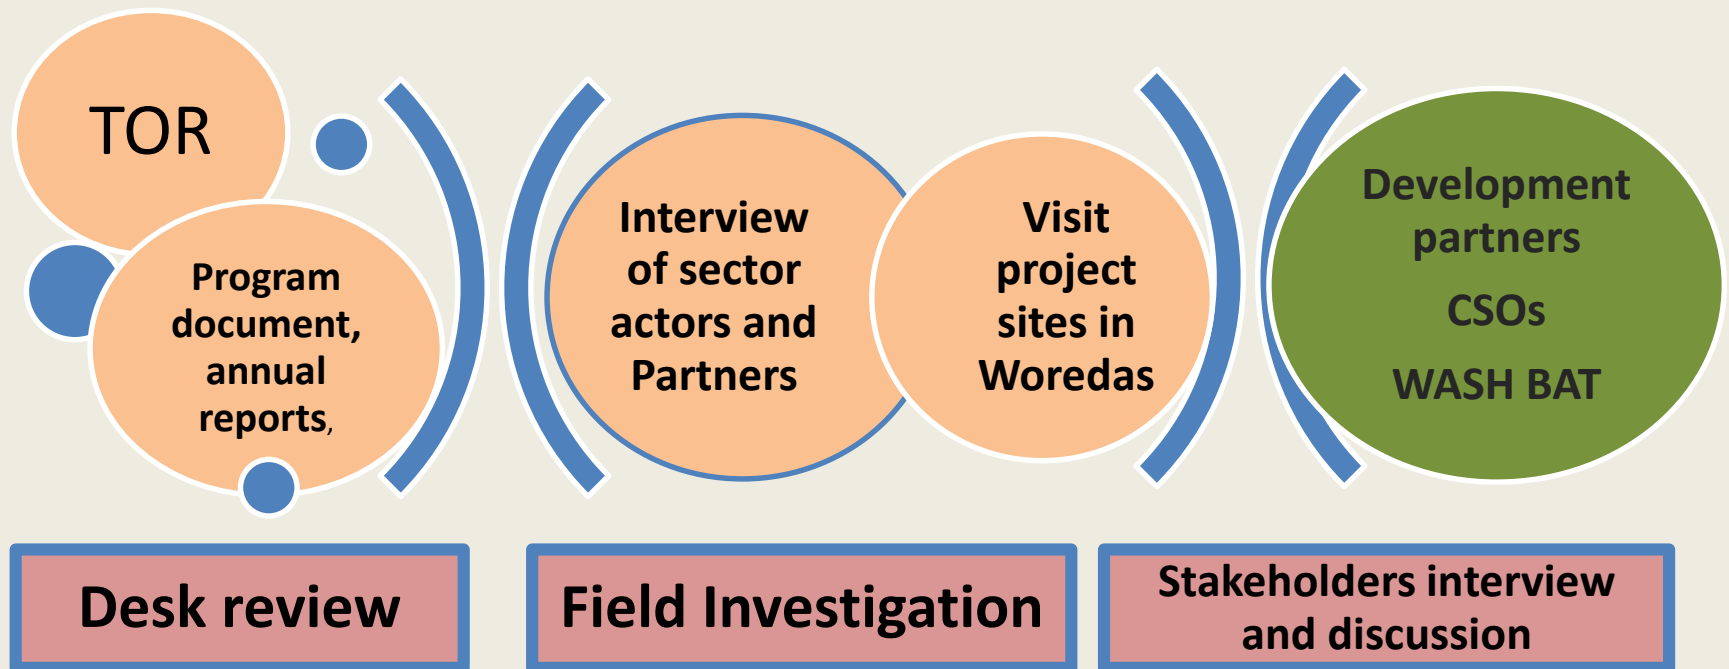 TOR
Program
document,
annual
reports,
Interview
of sector
actors and
Partners
Visit
project
sites in
Woredas
Development
partners
CSOs
WASH BAT
Desk review
Field Investigation
Stakeholders interview
and discussion